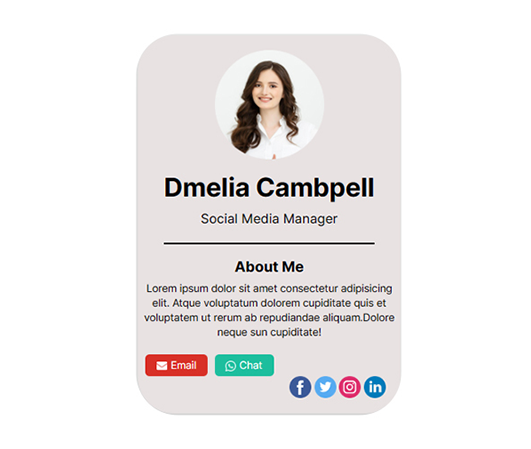 Dmelia Cambpell
Social Media Manager
About Me
Lorem ipsum dolor sit amet consectetur adipisicing
elit. Atque voluptatum dolorem cupiditate quis et
voluptatem ut rerum ab repudiandae aliquam.Dolore
neque sun cupiditate!
Email
Chat